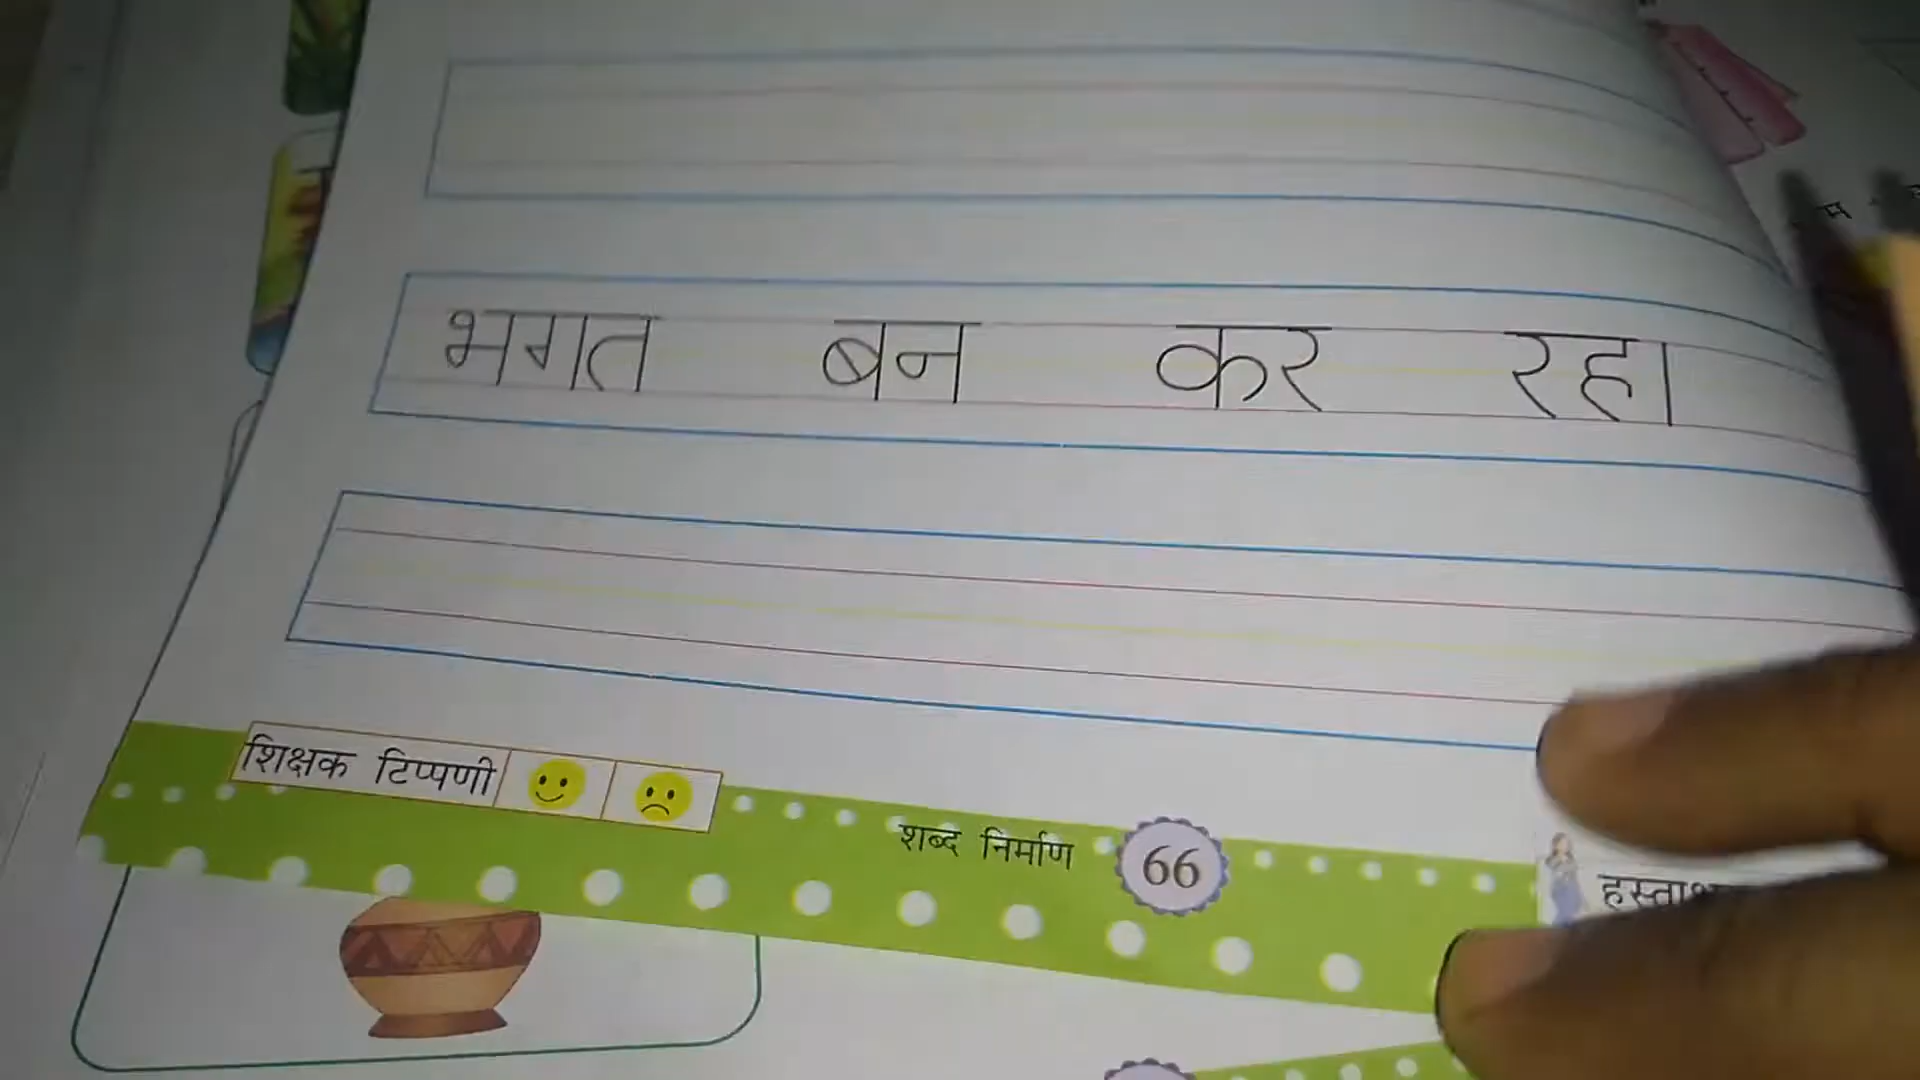 भगत बन कर रह।
शिक्षक टिप्पणी
शब्द निर्माण 66